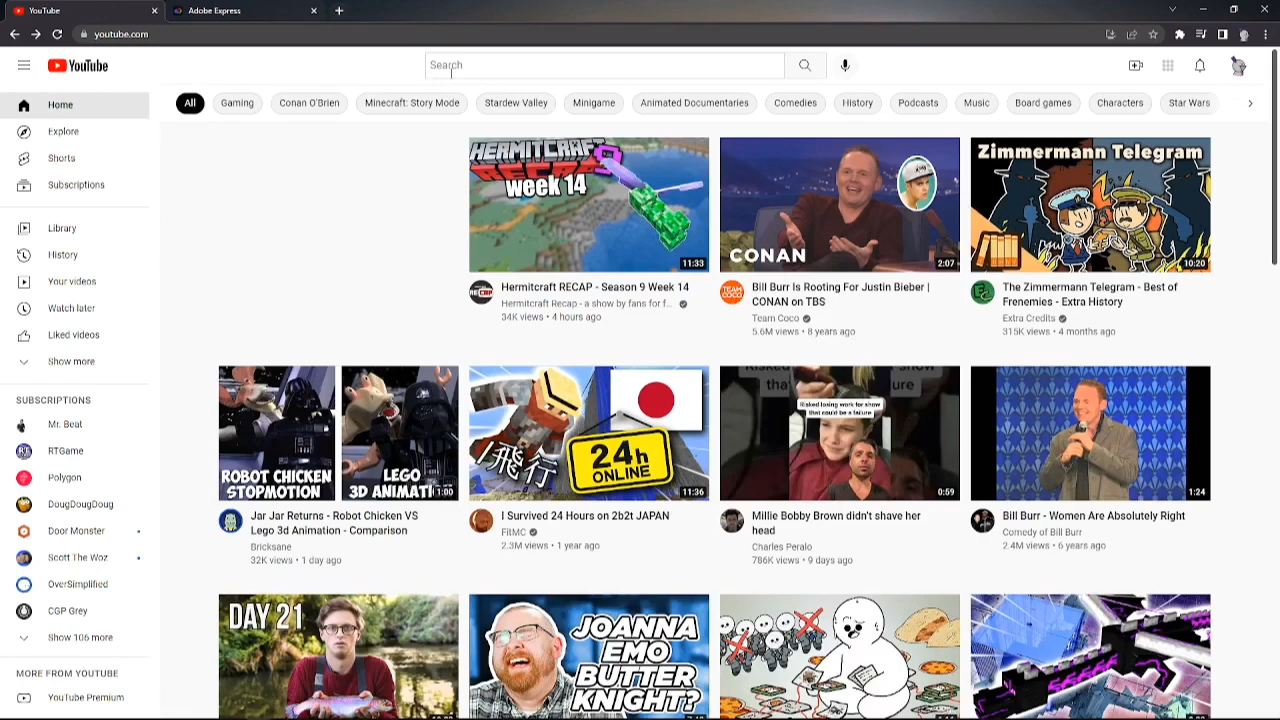 YouTube
Adobe Express
youtube.com
YouTube
Search
All
Gaming
Conan O'Brien
Minecraft: Story Mode
Stardew Valley
Minigame
Animated Documentaries
Comedies
History
Podcasts
Music
Board games
Characters
Star Wars
Home
Explore
Shorts
Subscriptions
Library
History
Your videos
Watch later
Liked videos
Show more
SUBSCRIPTIONS
Mr. Beat
RTGame
Polygon
DougDougDoug
Door Monster
Scott The Woz
OverSimplified
CGP Grey
Show 106 more
MORE FROM YOUTUBE
YouTube Premium
HERMITCRAFT
RECAP
week 14
11:33
Hermitcraft RECAP - Season 9 Week 14
Hermitcraft Recap - a show by fans for f...
34K views • 4 hours ago
CONAN
2:07
TEAM
COCO
Bill Burr Is Rooting For Justin Bieber |
CONAN on TBS
Team Coco
5.6M views • 8 years ago
Zimmermann Telegram
10:20
The Zimmermann Telegram - Best of
Frenemies - Extra History
Extra Credits
315K views • 4 months ago
ROBOT CHICKEN
STOPMOTION
LEGO
3D ANIMATI
1:00
Jar Jar Returns - Robot Chicken VS
Lego 3d Animation - Comparison
Bricksane
32K views • 1 day ago
飛行
24h
ONLINE
11:36
I Survived 24 Hours on 2b2t JAPAN
FitMC
2.3M views • 1 year ago
Risked losing work for show
that could be a failure
0:59
Millie Bobby Brown didn't shave her
head
Charles Peralo
786K views • 9 days ago
1:24
Bill Burr - Women Are Absolutely Right
Comedy of Bill Burr
2.4M views • 6 years ago
DAY 21
JOANNA
EMO
BUTTER
KNIGHT?